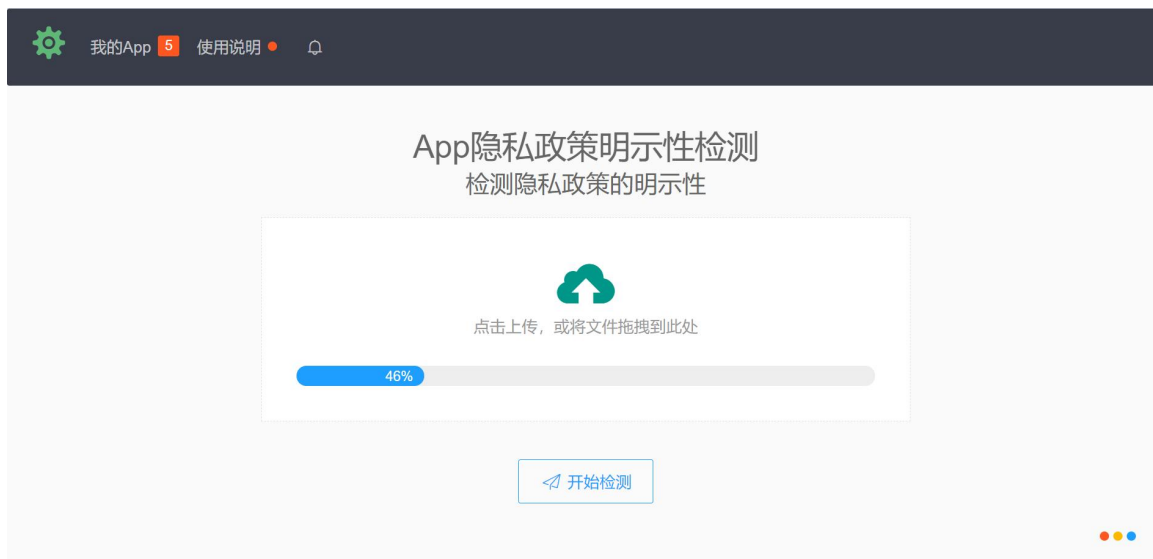 我的App 5 使用说明
App隐私政策明示性检测
检测隐私政策的明示性
点击上传，或将文件拖拽到此处
46%
开始检测